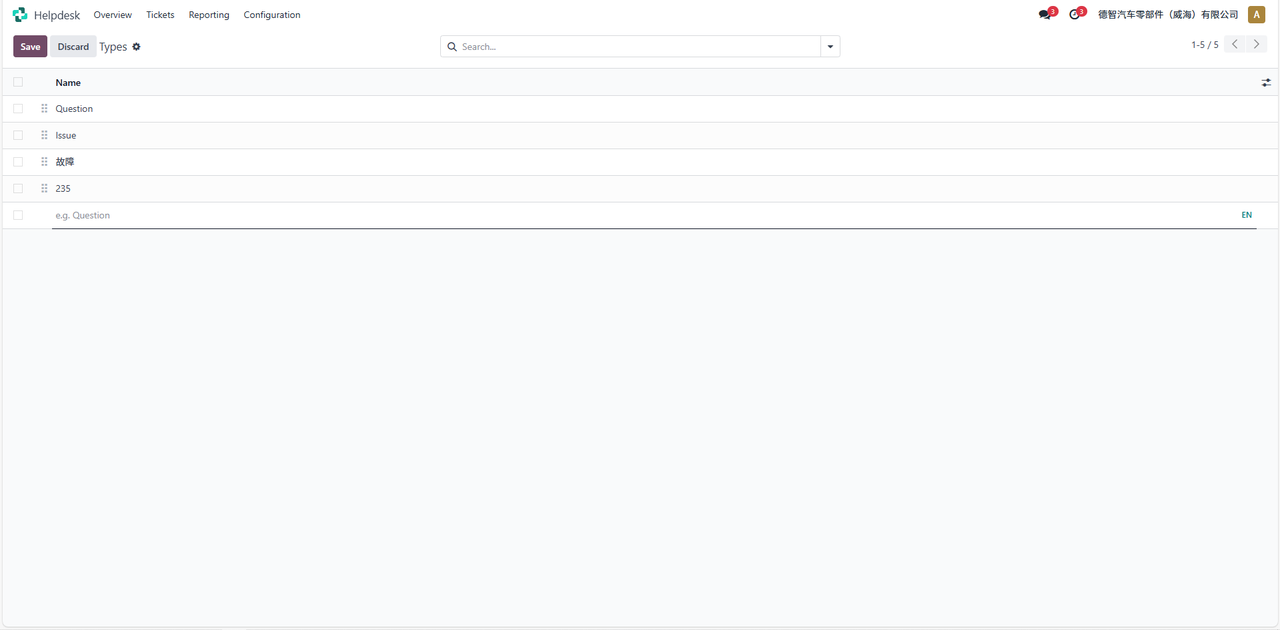 Helpdesk Overview Tickets Reporting Configuration 3 3 德智汽车零部件（威海）有限公司 A
Save Discard Types Search... 1-5 / 5
Name
Question
Issue
故障
235
e.g. Question EN